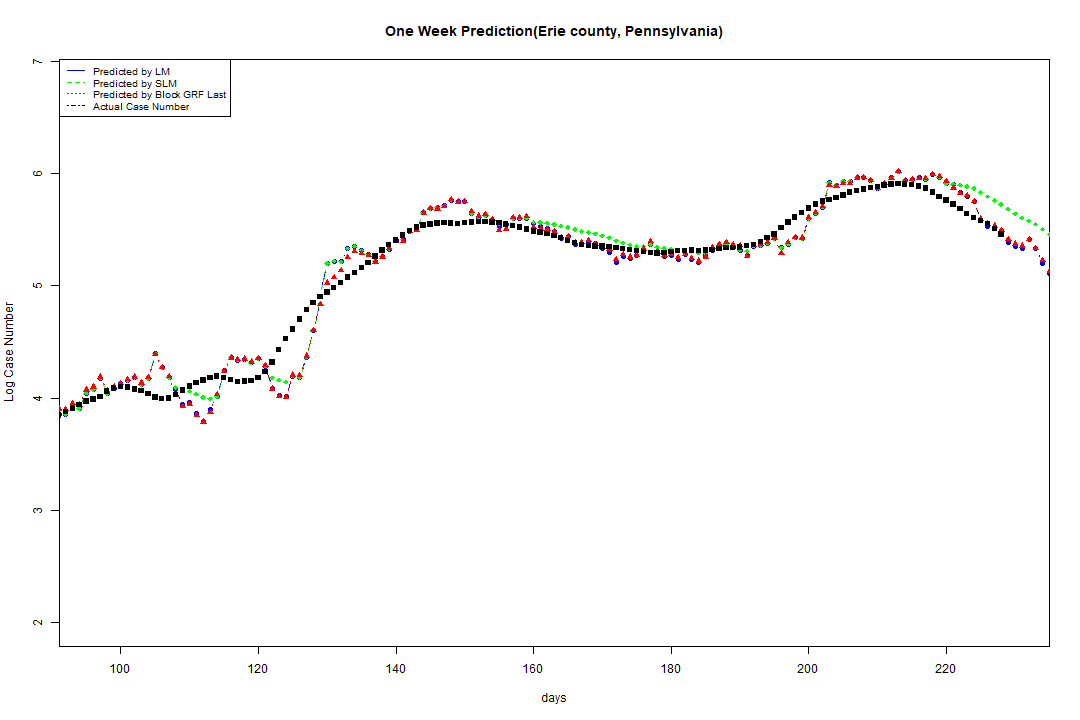 One Week Prediction(Erie county, Pennsylvania)
7
Predicted by LM
Predicted by SLM
Predicted by Block GRF Last
Actual Case Number
6
5
Log Case Number
4
3
2
100 120 140 160 180 200 220
days